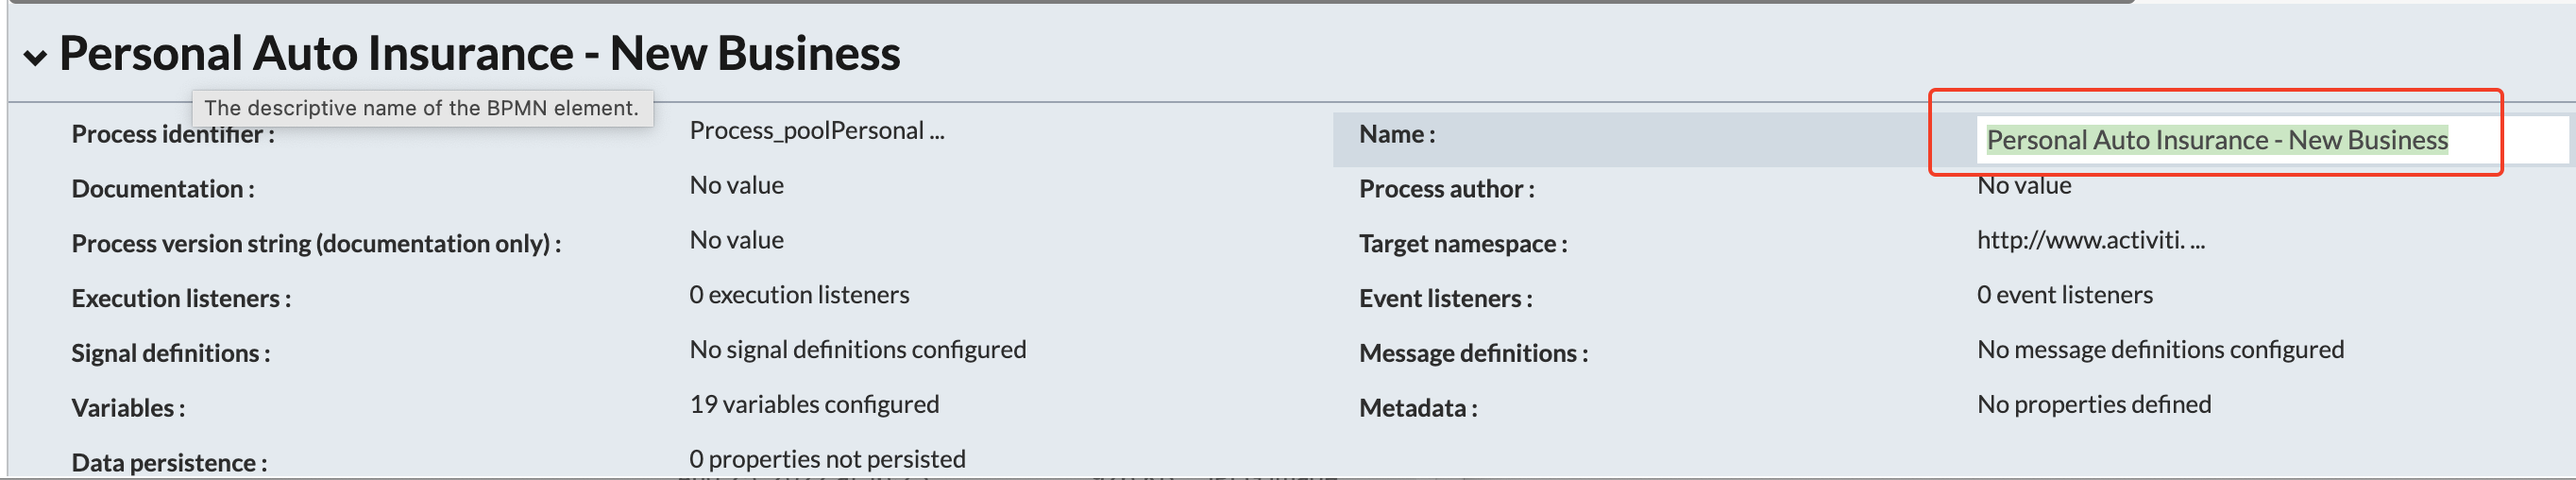 Personal Auto Insurance - New Business
The descriptive name of the BPMN element.
Process identifier :
Process_poolPersonal ...
Name :
Personal Auto Insurance - New Business
Documentation :
No value
Process author :
No value
Process version string (documentation only) :
No value
Target namespace :
http://www.activiti. ...
Execution listeners :
0 execution listeners
Event listeners :
0 event listeners
Signal definitions :
No signal definitions configured
Message definitions :
No message definitions configured
Variables :
19 variables configured
Metadata :
No properties defined
Data persistence :
0 properties not persisted